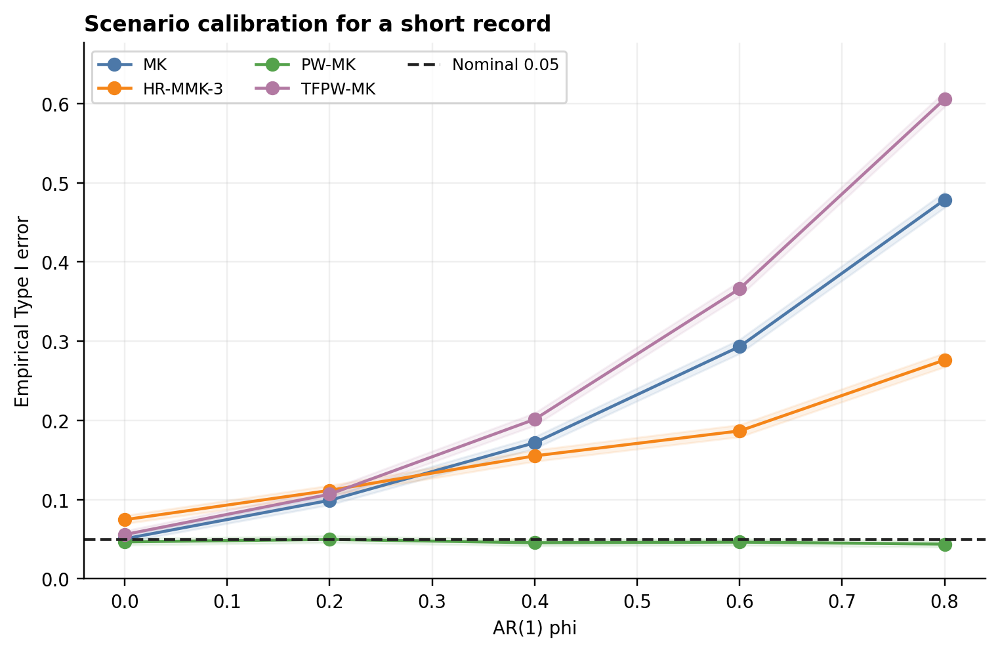 Scenario calibration for a short record
MK
HR-MMK-3
PW-MK
TFPW-MK
Nominal 0.05
Empirical Type I error
0.6
0.5
0.4
0.3
0.2
0.1
0.0
0.0 0.1 0.2 0.3 0.4 0.5 0.6 0.7 0.8
AR(1) phi